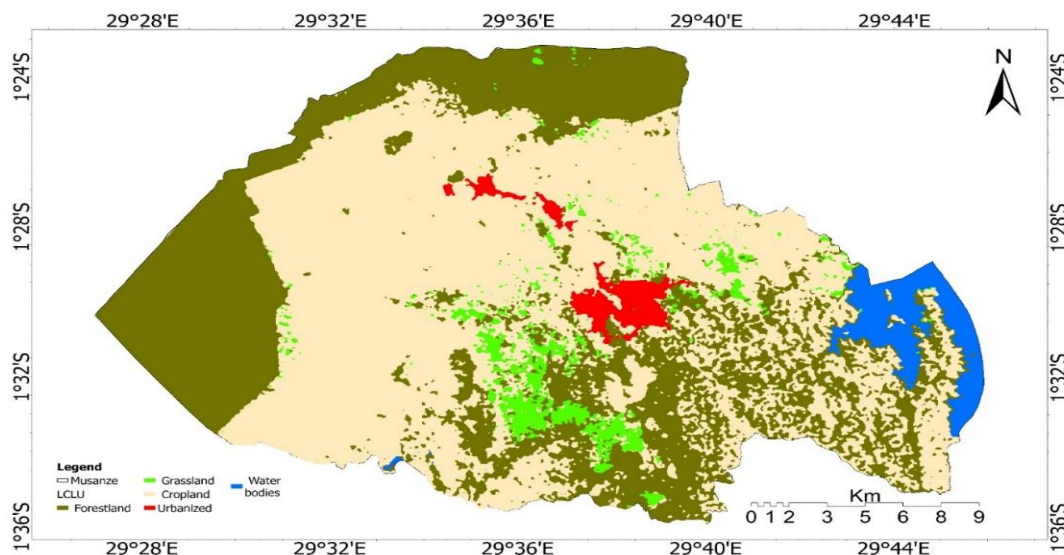 29°28'E 29°32'E 29°36'E 29°40'E 29°44'E
1°24'S 1°24'S
N
1°28'S 1°28'S
1°32'S 1°32'S
Legend
Musanze Grassland Water
LCLU Cropland bodies
Forestland Urbanized
Km
0 1 2 3 6 7 8 9
1°36'S 1°36'S
29°28'E 29°32'E 29°36'E 29°40'E 29°44'E